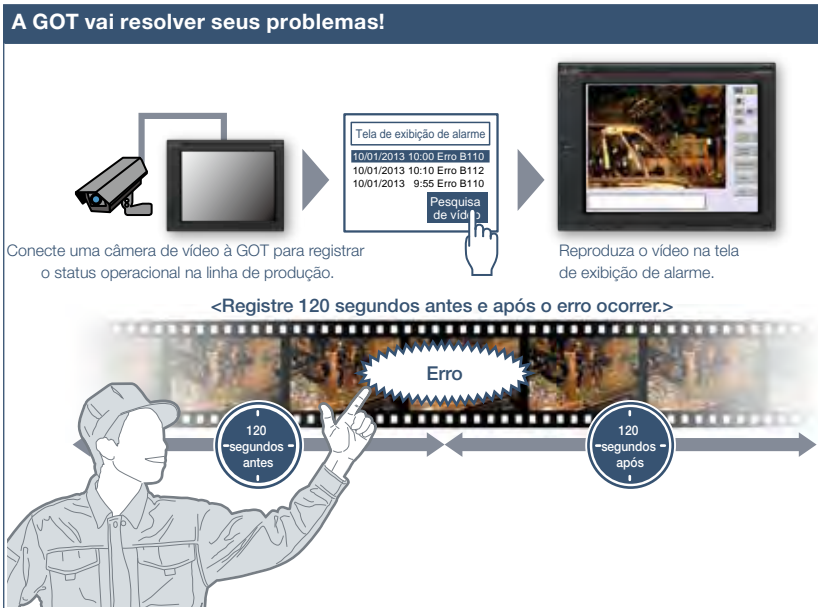 A GOT vai resolver seus problemas!
Tela de exibição de alarme
10/01/2013 10:00 Erro B110
10/01/2013 10:10 Erro B112
10/01/2013 9:55 Erro B110
Pesquisa
de vídeo
Conecte uma câmera de vídeo à GOT para registrar
o status operacional na linha de produção.
Reproduza o vídeo na tela
de exibição de alarme.
<Registre 120 segundos antes e após o erro ocorrer.>
Erro
120
segundos
antes
120
segundos
após